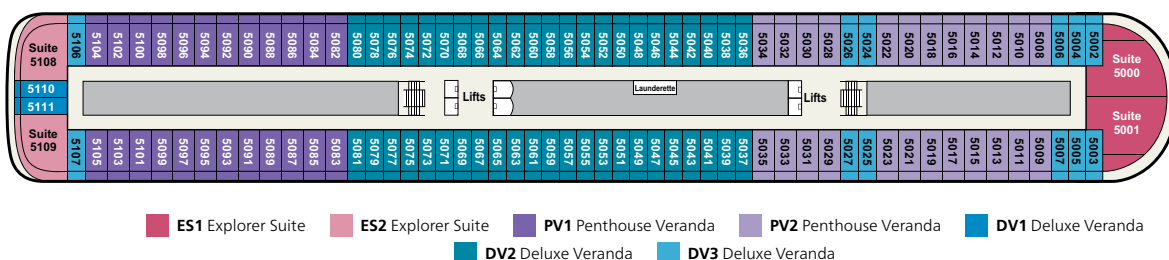 Suite
5108
5106 5104 5102 5100 5098 5096 5094 5092 5090 5088 5086 5084 5082 5080 5078 5076 5074 5072 5070 5068 5066 5064 5062 5060 5058 5056 5054 5052 5050 5048 5046 5044 5042 5040 5038 5036 5034 5032 5030 5028 5026 5024 5022 5020 5018 5016 5014 5012 5010 5008 5006 5004 5002
Suite
5000
5110
5111
Lifts
Launderette
Lifts
Suite
5109
5107 5105 5103 5101 5099 5097 5095 5093 5091 5089 5087 5085 5083 5081 5079 5077 5075 5073 5071 5069 5067 5065 5063 5061 5059 5057 5055 5053 5051 5049 5047 5045 5043 5041 5039 5037 5035 5033 5031 5029 5027 5025 5023 5021 5019 5017 5015 5013 5011 5009 5007 5005 5003
Suite
5001
ES1 Explorer Suite ES2 Explorer Suite PV1 Penthouse Veranda PV2 Penthouse Veranda DV1 Deluxe Veranda
DV2 Deluxe Veranda DV3 Deluxe Veranda